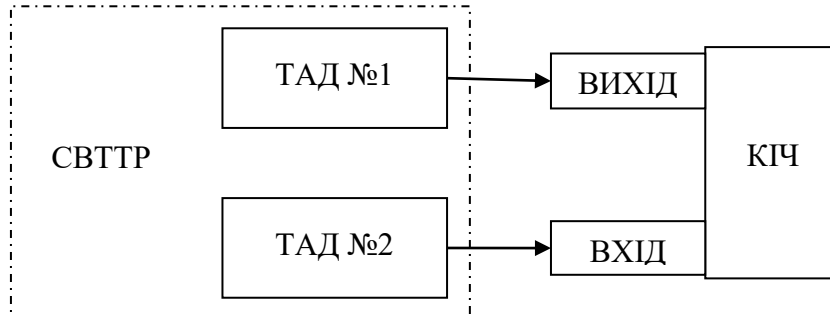 ТАД №1
ВИХІД
СВТТР
КІЧ
ТАД №2
ВХІД